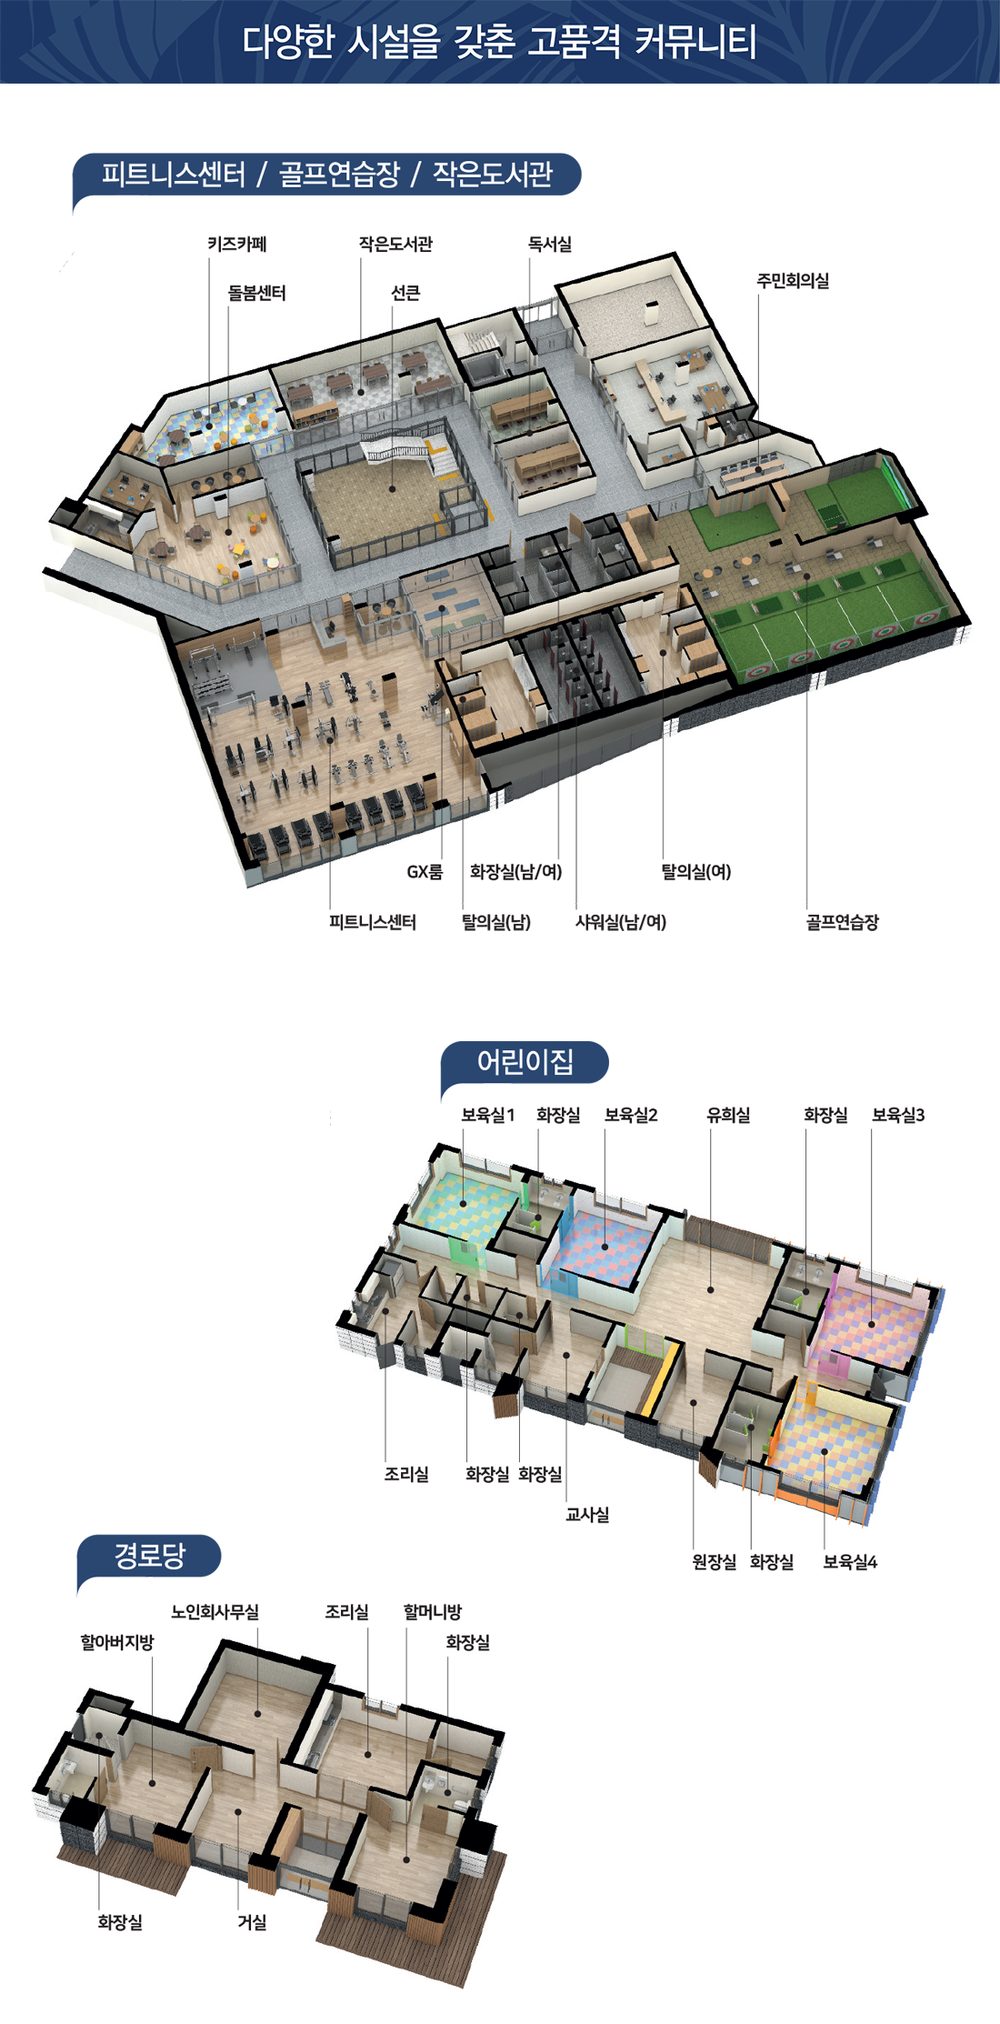 다양한 시설을 갖춘 고품격 커뮤니티
피트니스센터 / 골프연습장 / 작은도서관
키즈카페
작은도서관
독서실
돌봄센터
선큰
주민회의실
GX룸
화장실(남/여)
탈의실(여)
피트니스센터
탈의실(남)
샤워실(남/여)
골프연습장
어린이집
보육실1
화장실
보육실2
유희실
화장실
보육실3
조리실
화장실
화장실
교사실
원장실
화장실
보육실4
경로당
노인회사무실
조리실
할머니방
할아버지방
화장실
화장실
거실